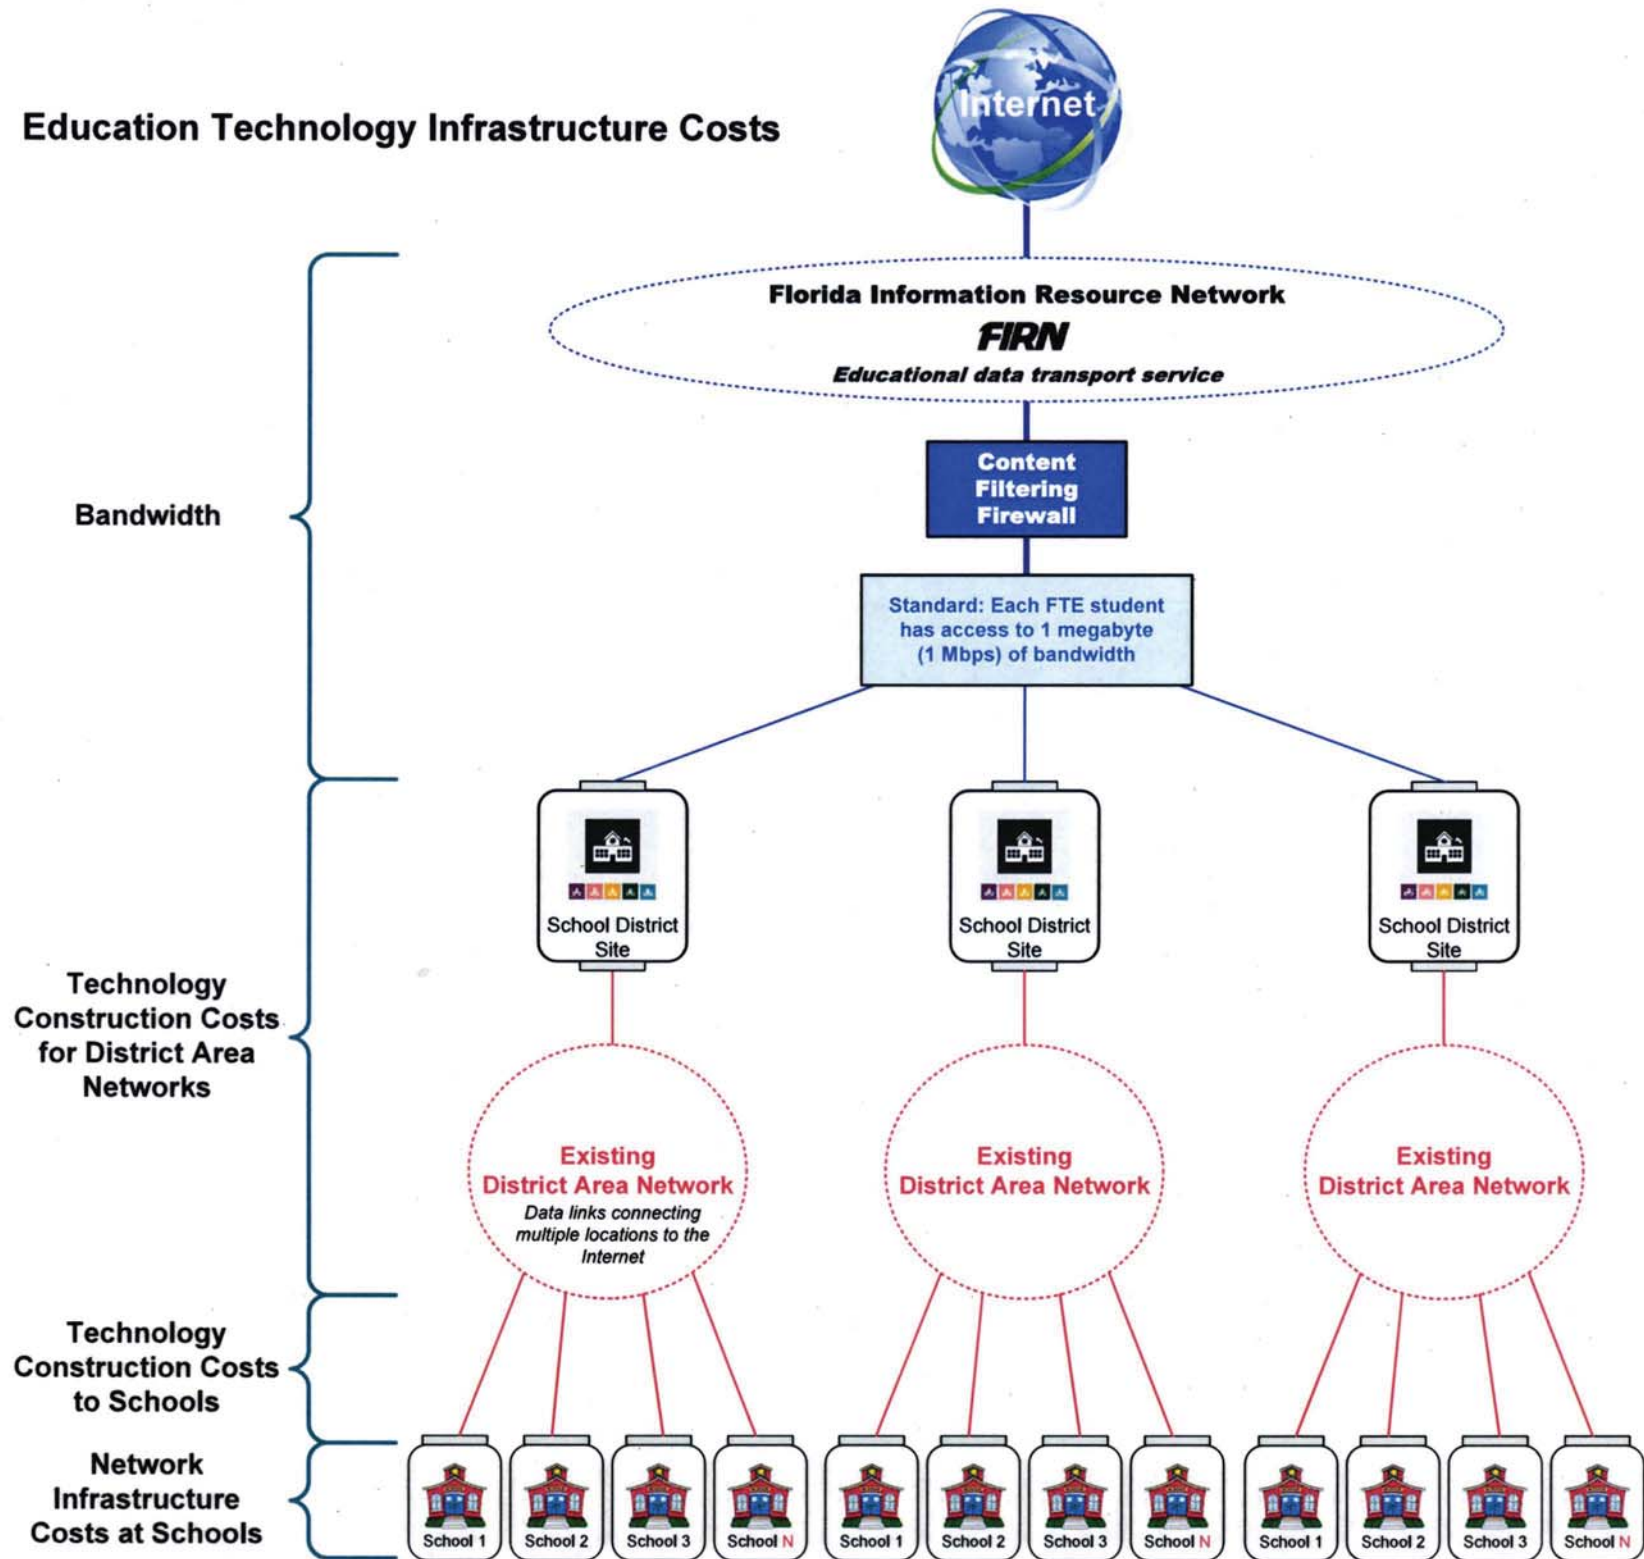 Internet
Education Technology Infrastructure Costs
Florida Information Resource Network
FIRN
Educational data transport service
Content
Filtering
Firewall
Bandwidth
Standard: Each FTE student
has access to 1 megabyte
(1 Mbps) of bandwidth
School District
Site
School District
Site
School District
Site
Technology
Construction Costs
for District Area
Networks
Existing
District Area Network
Data links connecting
multiple locations to the
Internet
Existing
District Area Network
Existing
District Area Network
Technology
Construction Costs
to Schools
Network
Infrastructure
Costs at Schools
School 1
School 2
School 3
School N
School 1
School 2
School 3
School N
School 1
School 2
School 3
School N